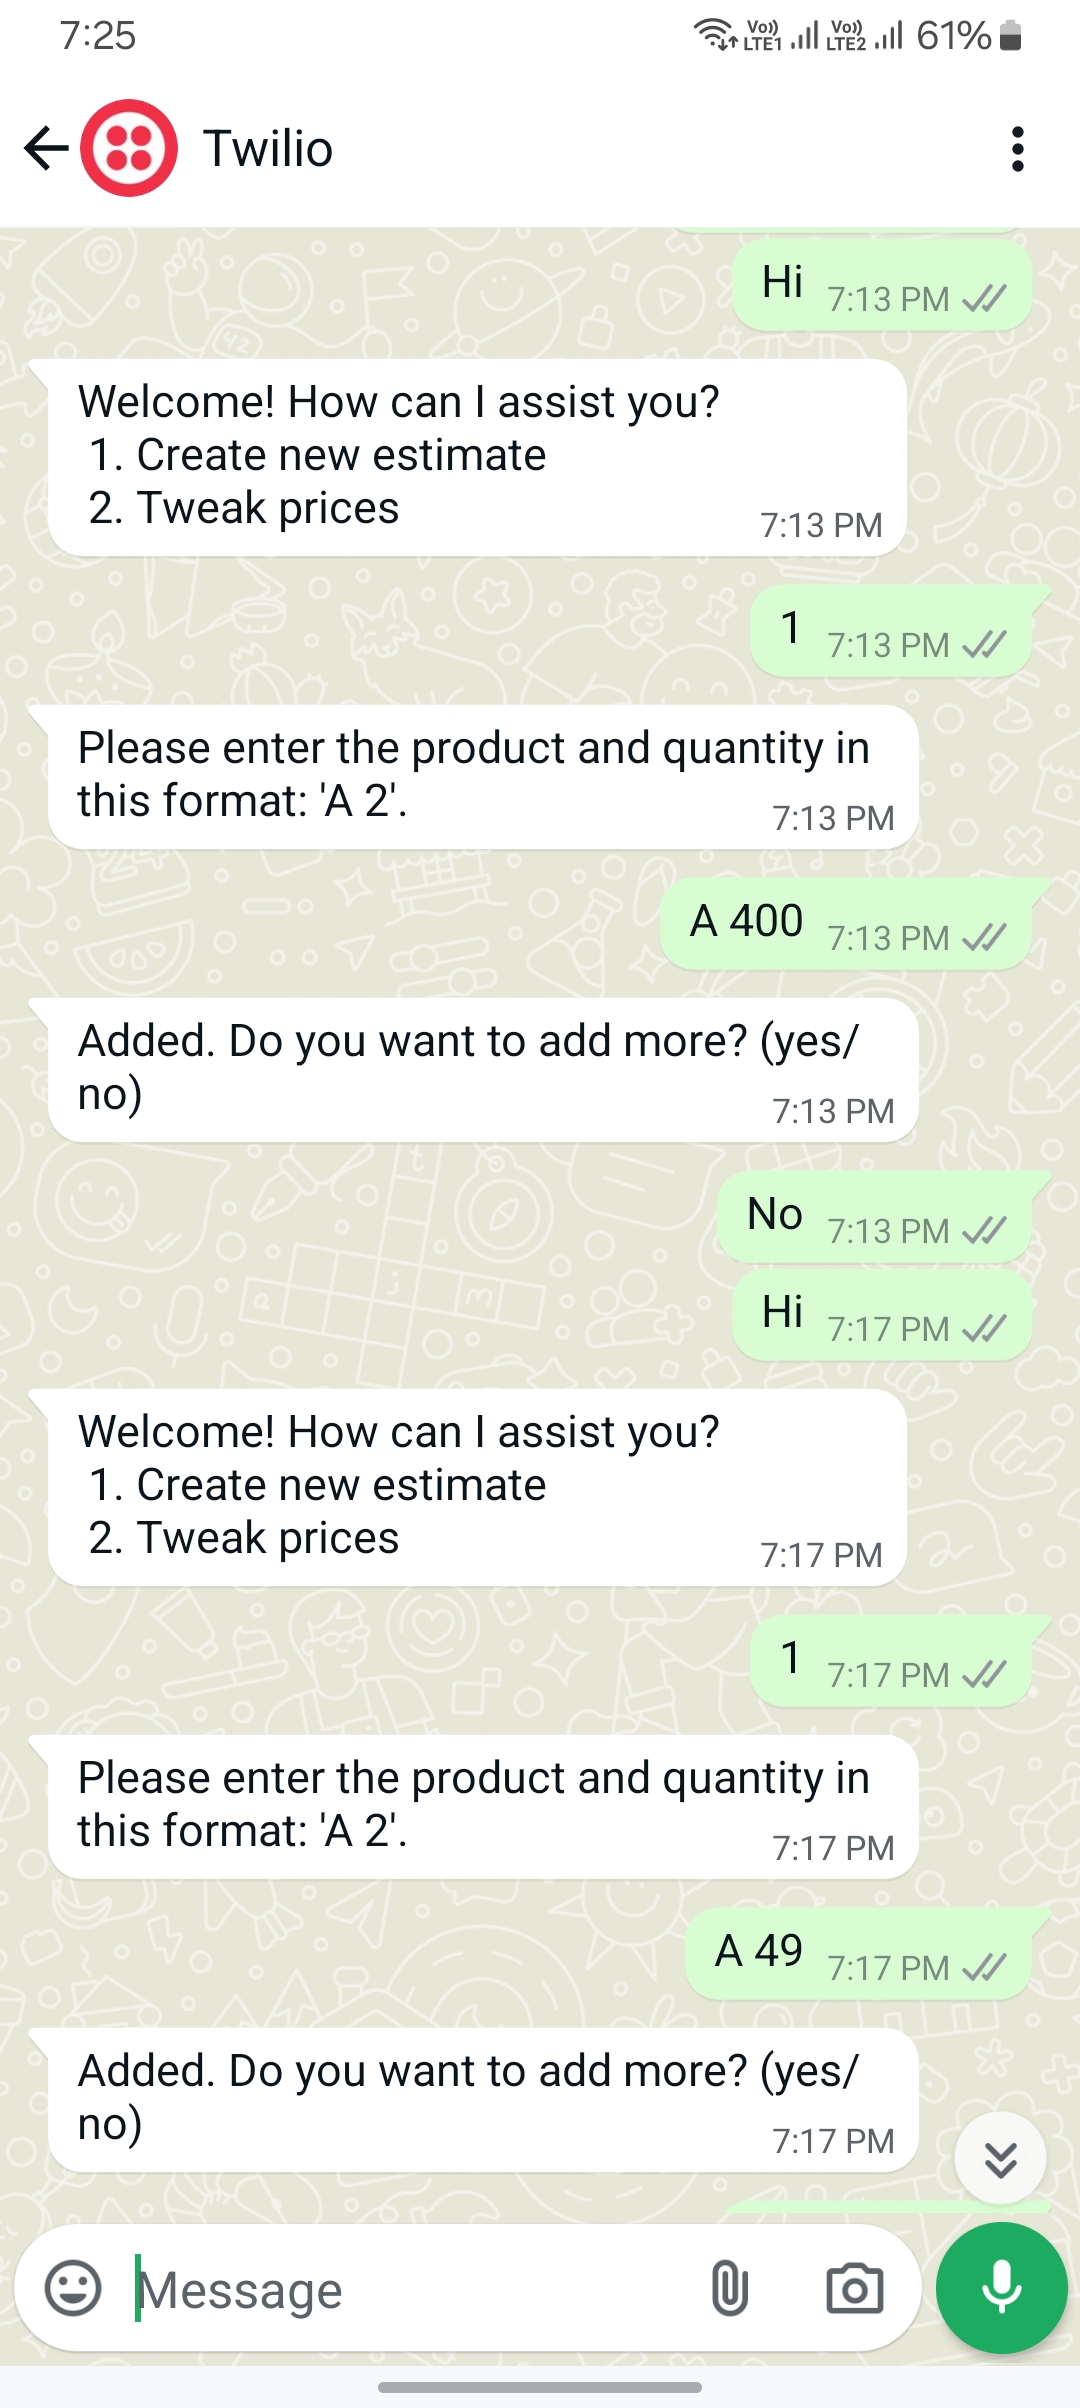 7:25
Vo)) LTE1 Vo)) LTE2 61%
Twilio
Hi 7:13 PM
Welcome! How can I assist you?
1. Create new estimate
2. Tweak prices
7:13 PM
1 7:13 PM
Please enter the product and quantity in
this format: 'A 2'.
7:13 PM
A 400 7:13 PM
Added. Do you want to add more? (yes/
no)
7:13 PM
No 7:13 PM
Hi 7:17 PM
Welcome! How can I assist you?
1. Create new estimate
2. Tweak prices
7:17 PM
1 7:17 PM
Please enter the product and quantity in
this format: 'A 2'.
7:17 PM
A 49 7:17 PM
Added. Do you want to add more? (yes/
no)
7:17 PM
Message